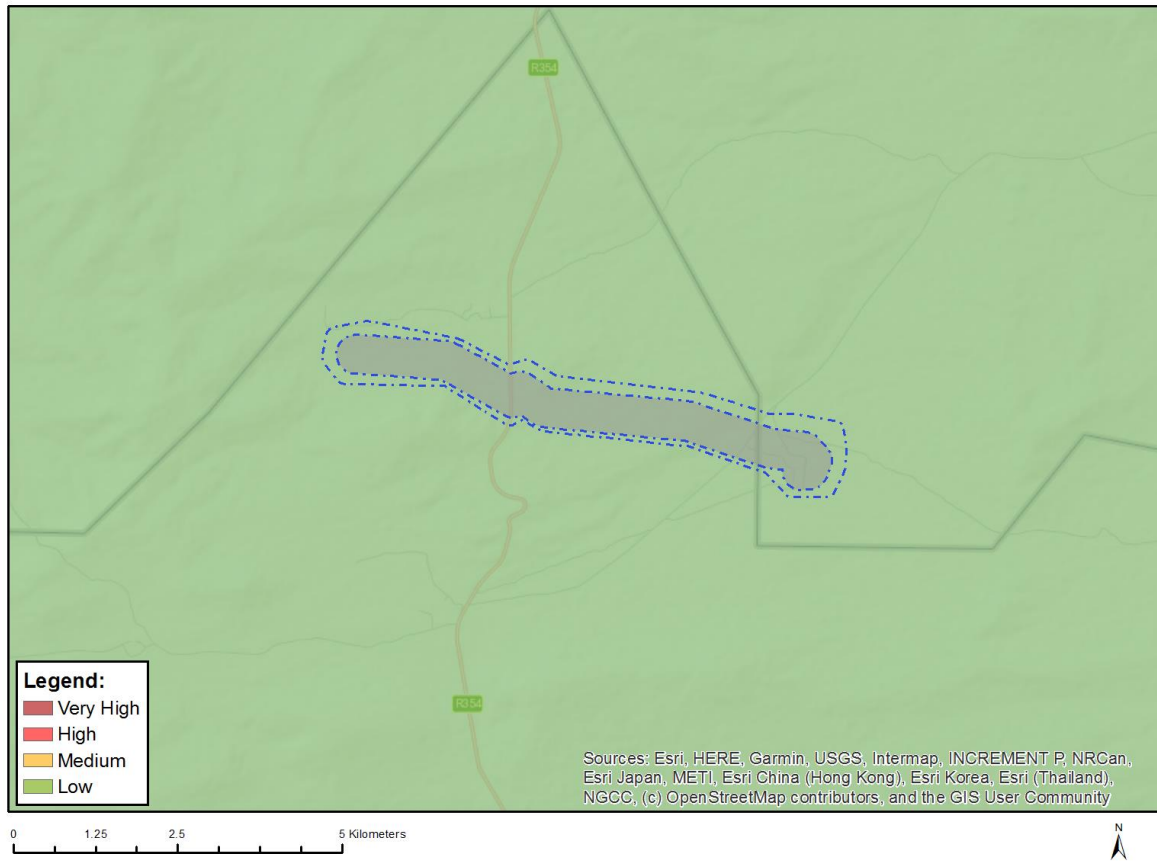 R354
R354
Legend:
Very High
High
Medium
Low
Sources: Esri, HERE, Garmin, USGS, Intermap, INCREMENT P, NRCan,
Esri Japan, METI, Esri China (Hong Kong), Esri Korea, Esri (Thailand),
NGCC, (c) OpenStreetMap contributors, and the GIS User Community
0 1.25 2.5 5 Kilometers
N